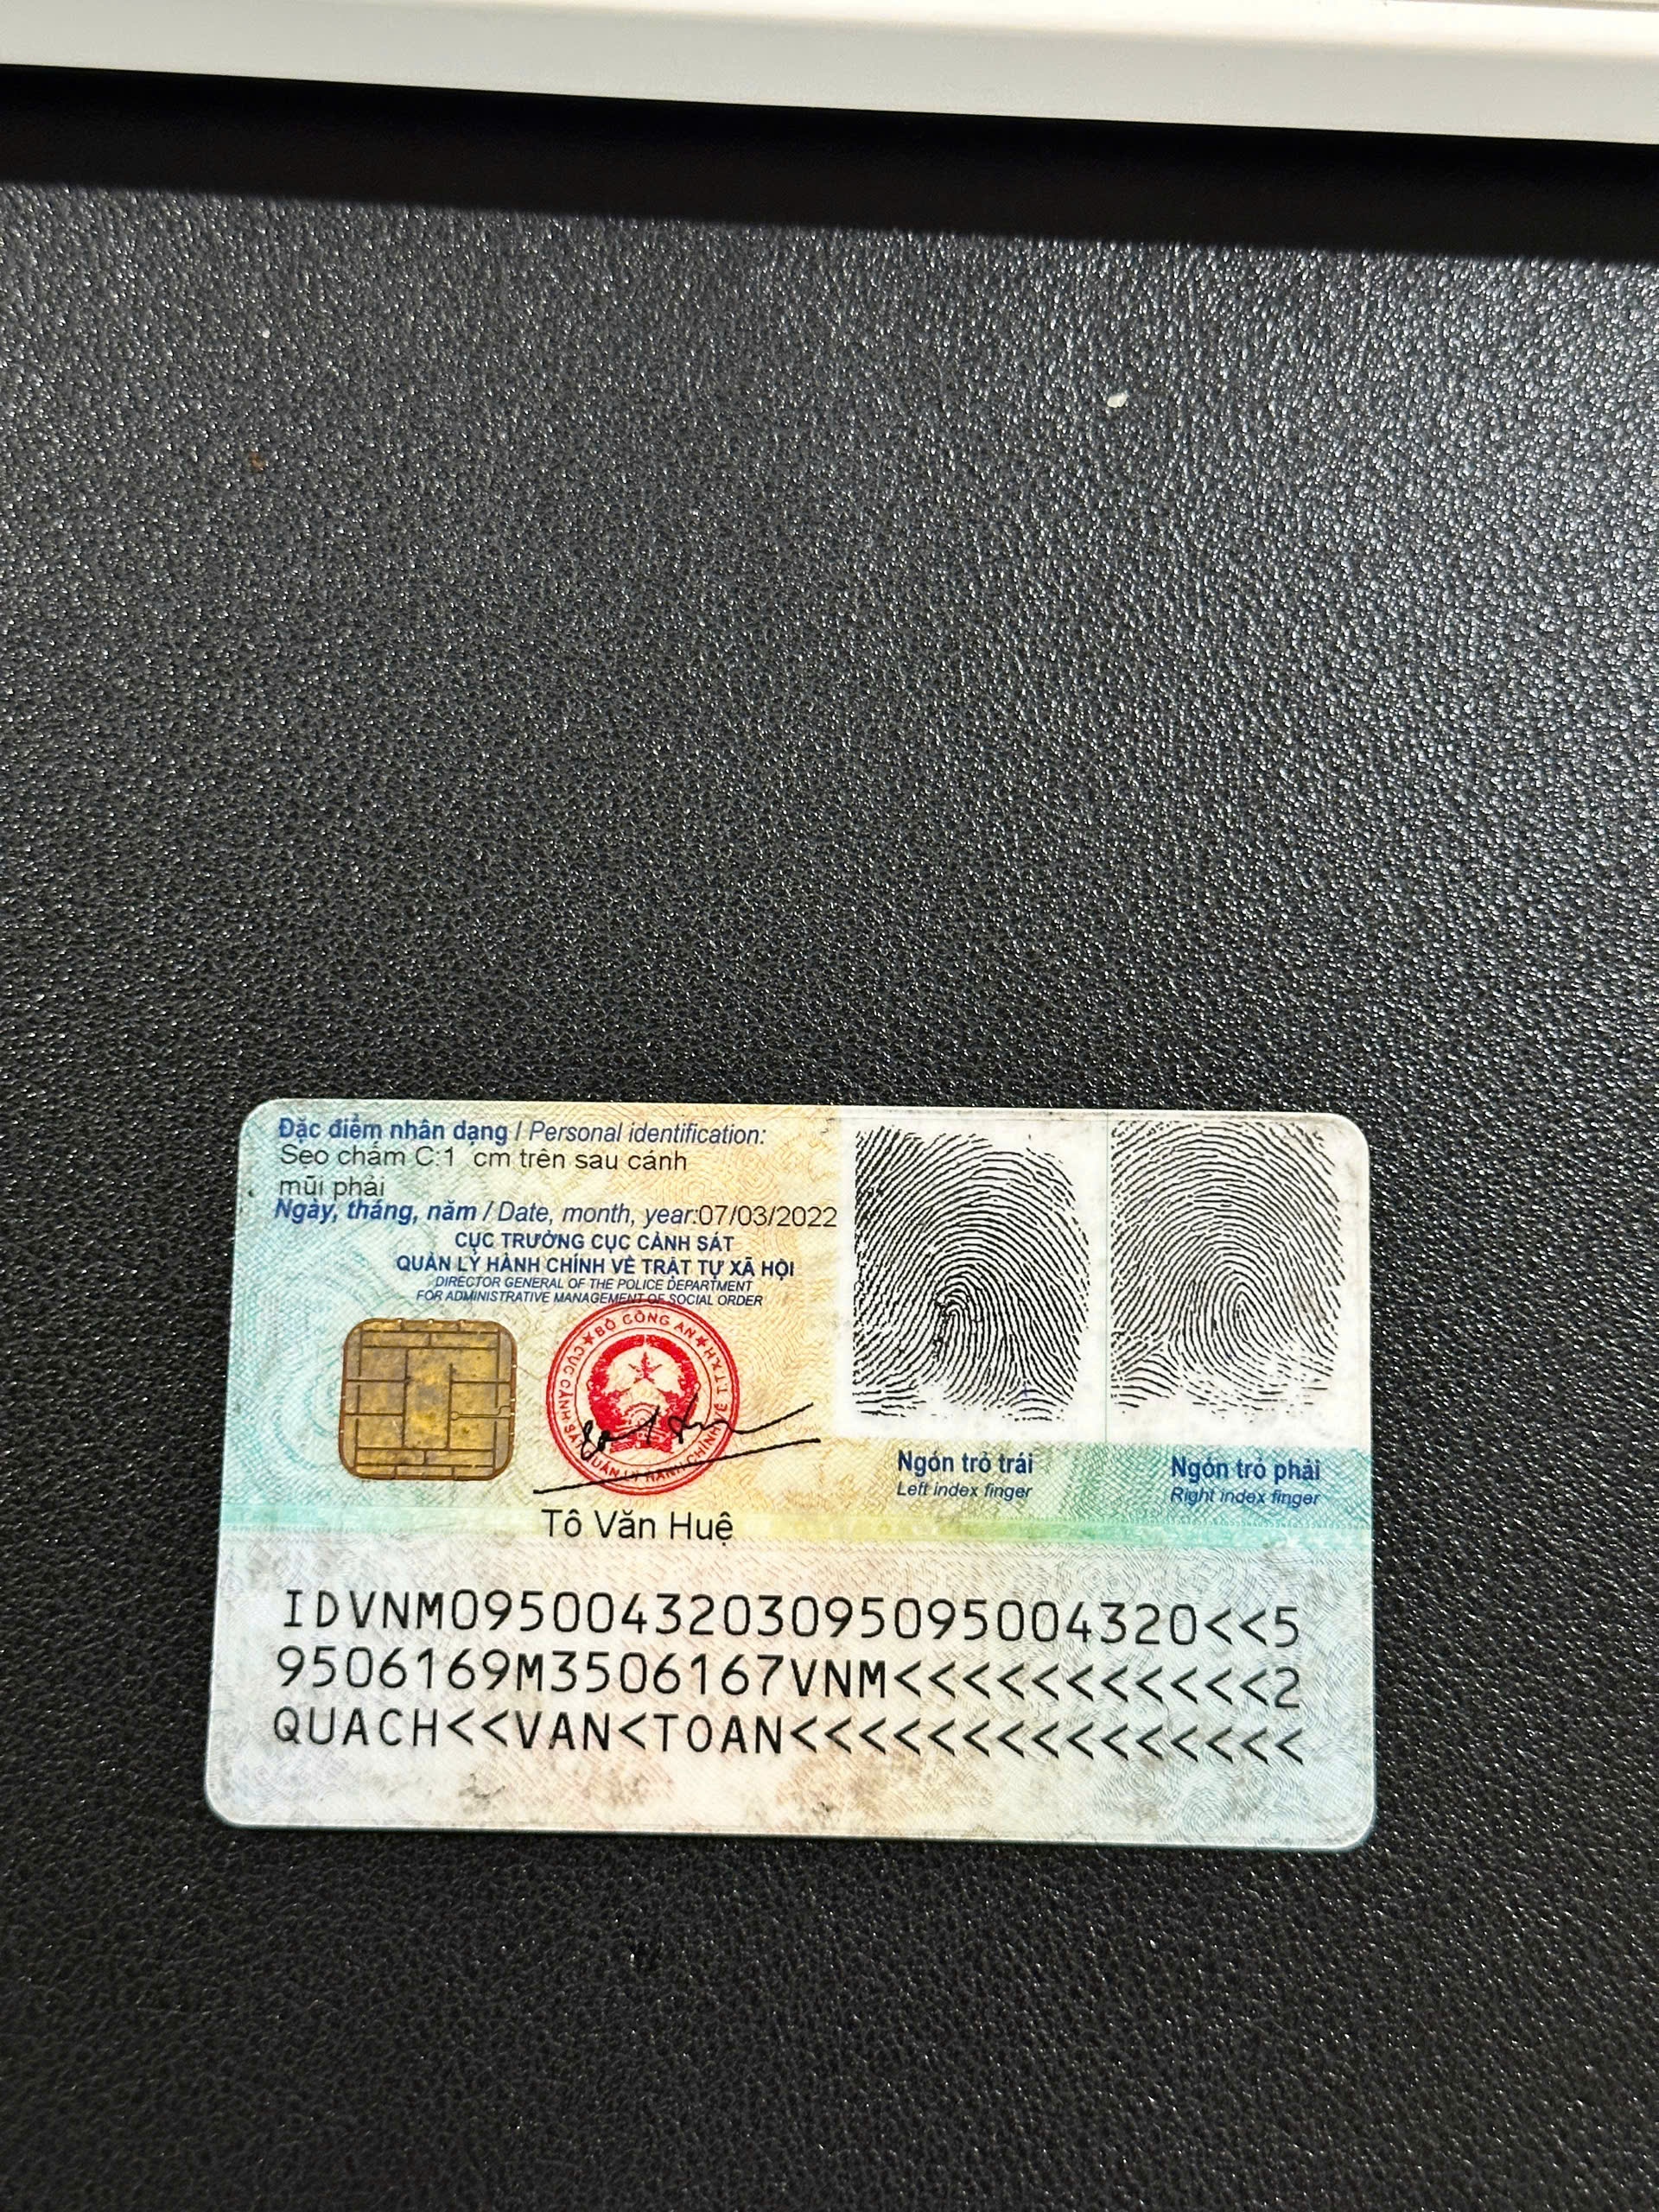 Đặc điểm nhân dạng / Personal identification:
Sẹo chấm C:1 cm trên sau cánh
mũi phải
Ngày, tháng, năm / Date, month, year:07/03/2022
CỤC TRƯỞNG CỤC CẢNH SÁT
QUẢN LÝ HÀNH CHÍNH VỀ TRẬT TỰ XÃ HỘI
DIRECTOR GENERAL OF THE POLICE DEPARTMENT
FOR ADMINISTRATIVE MANAGEMENT OF SOCIAL ORDER
BỘ CÔNG AN
CỤC CẢNH SÁT QUẢN LÝ HÀNH CHÍNH VỀ TTXH
Tô Văn Huệ
Ngón trỏ trái
Left index finger
Ngón trỏ phải
Right index finger
IDVNM0950043203095095004320<<5
9506169M3506167VNM<<<<<<<<<<<2
QUACH<<VAN<TOAN<<<<<<<<<<<<<<<